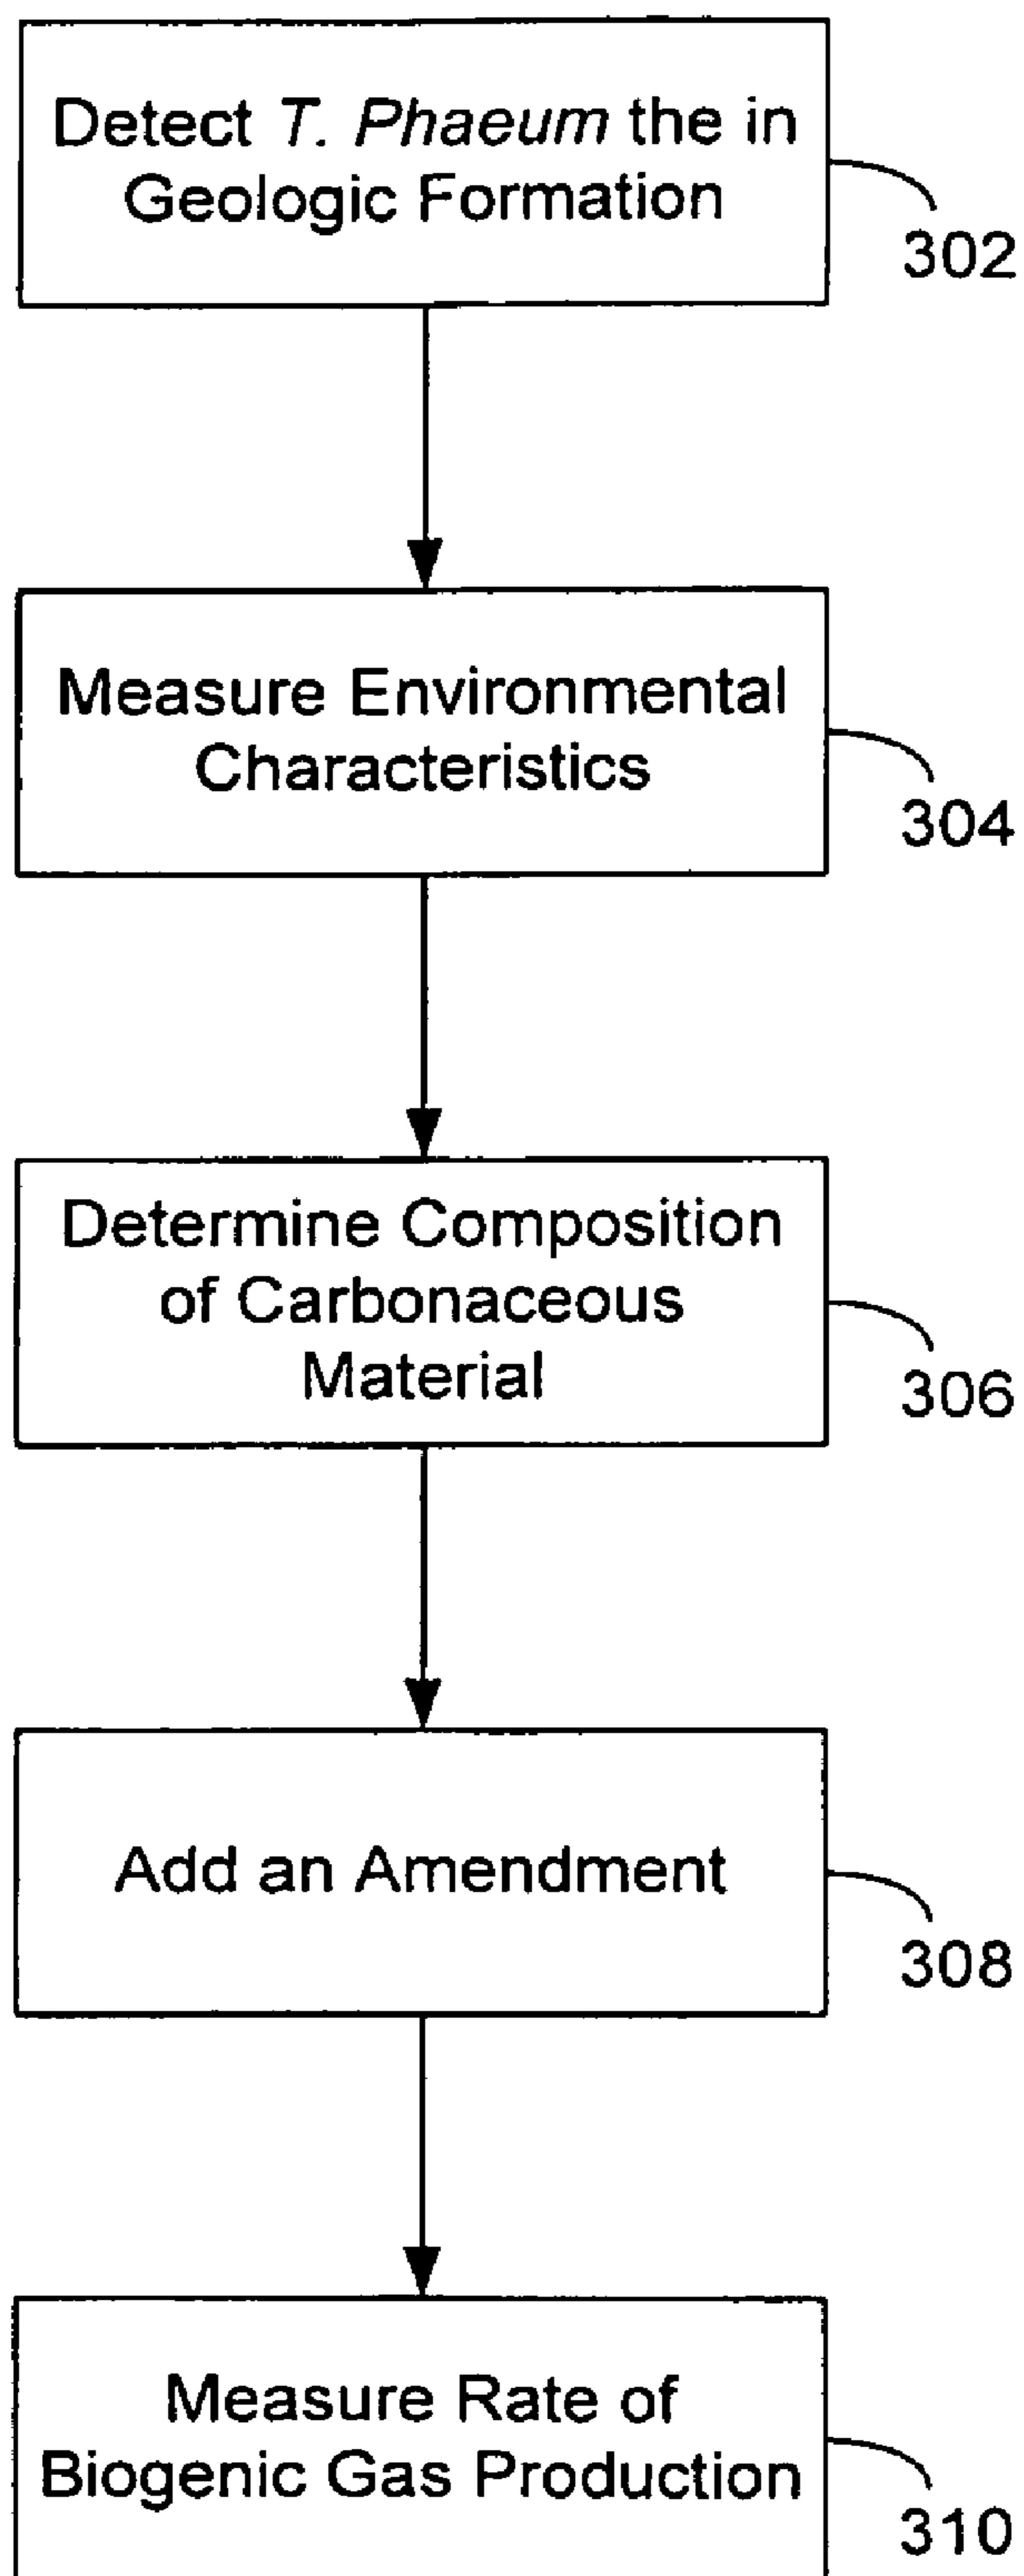 Detect T. Phaeum the in
Geologic Formation
302
Measure Environmental
Characteristics
304
Determine Composition
of Carbonaceous
Material
306
Add an Amendment
308
Measure Rate of
Biogenic Gas Production
310